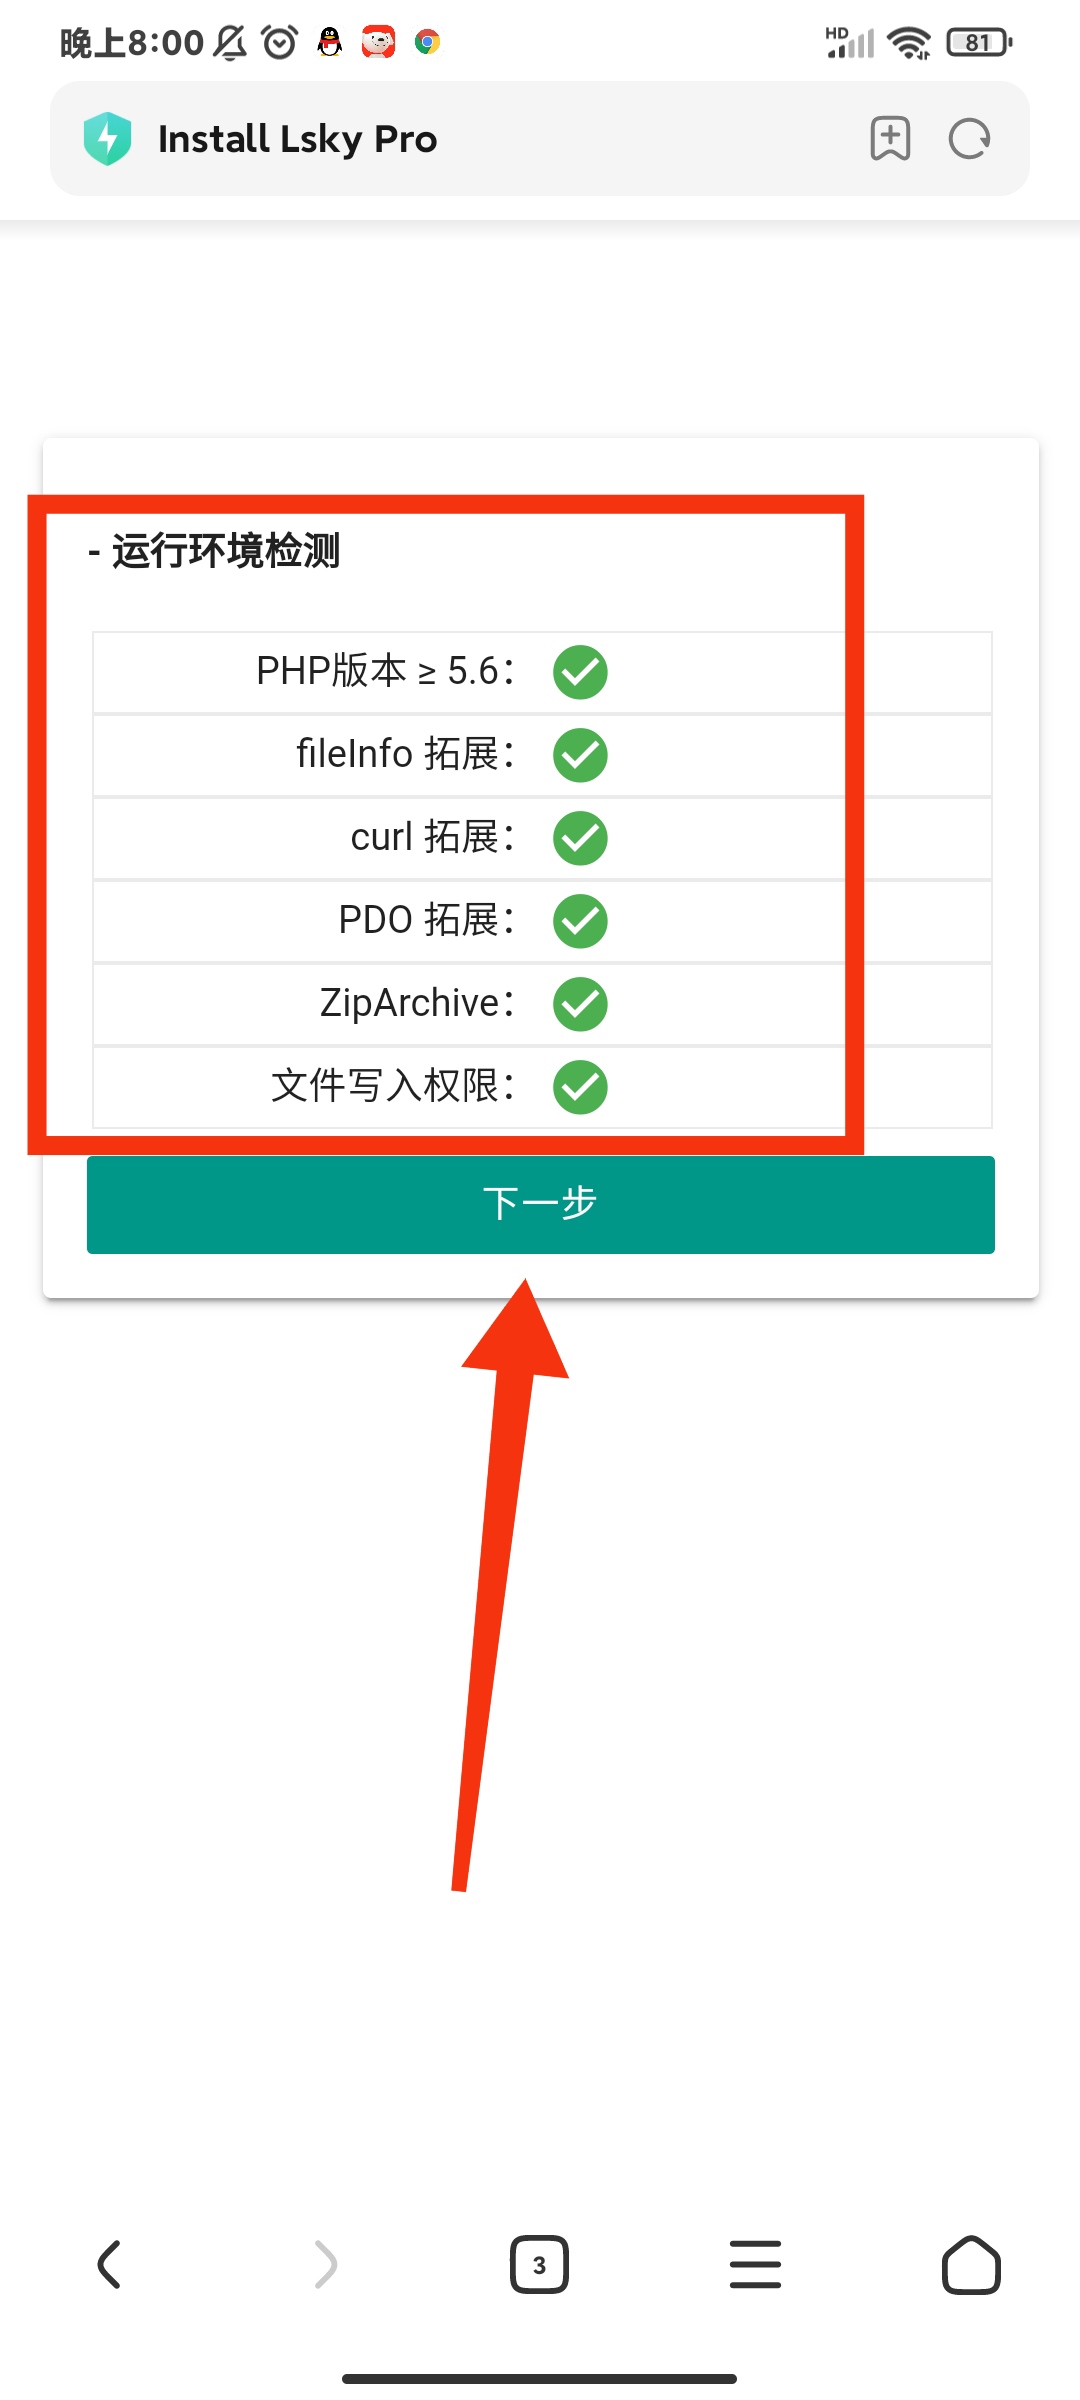 晚上8:00
HD
81
Install Lsky Pro
- 运行环境检测
PHP版本 ≥ 5.6：
fileInfo 拓展：
curl 拓展：
PDO 拓展：
ZipArchive：
文件写入权限：
下一步
3